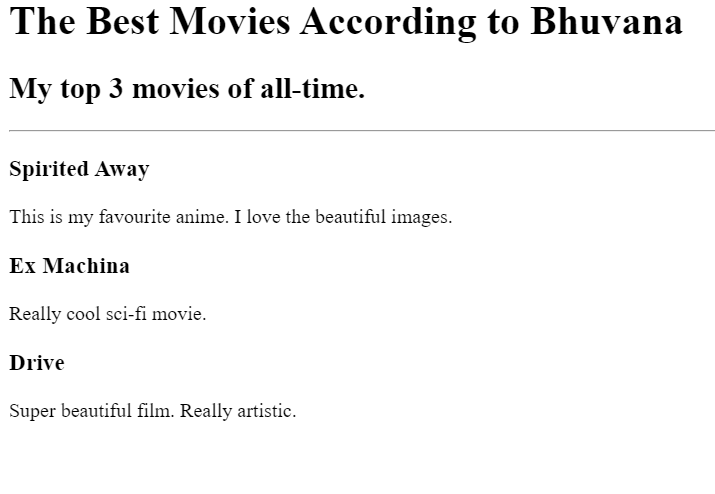 The Best Movies According to Bhuvana
My top 3 movies of all-time.
Spirited Away
This is my favourite anime. I love the beautiful images.
Ex Machina
Really cool sci-fi movie.
Drive
Super beautiful film. Really artistic.